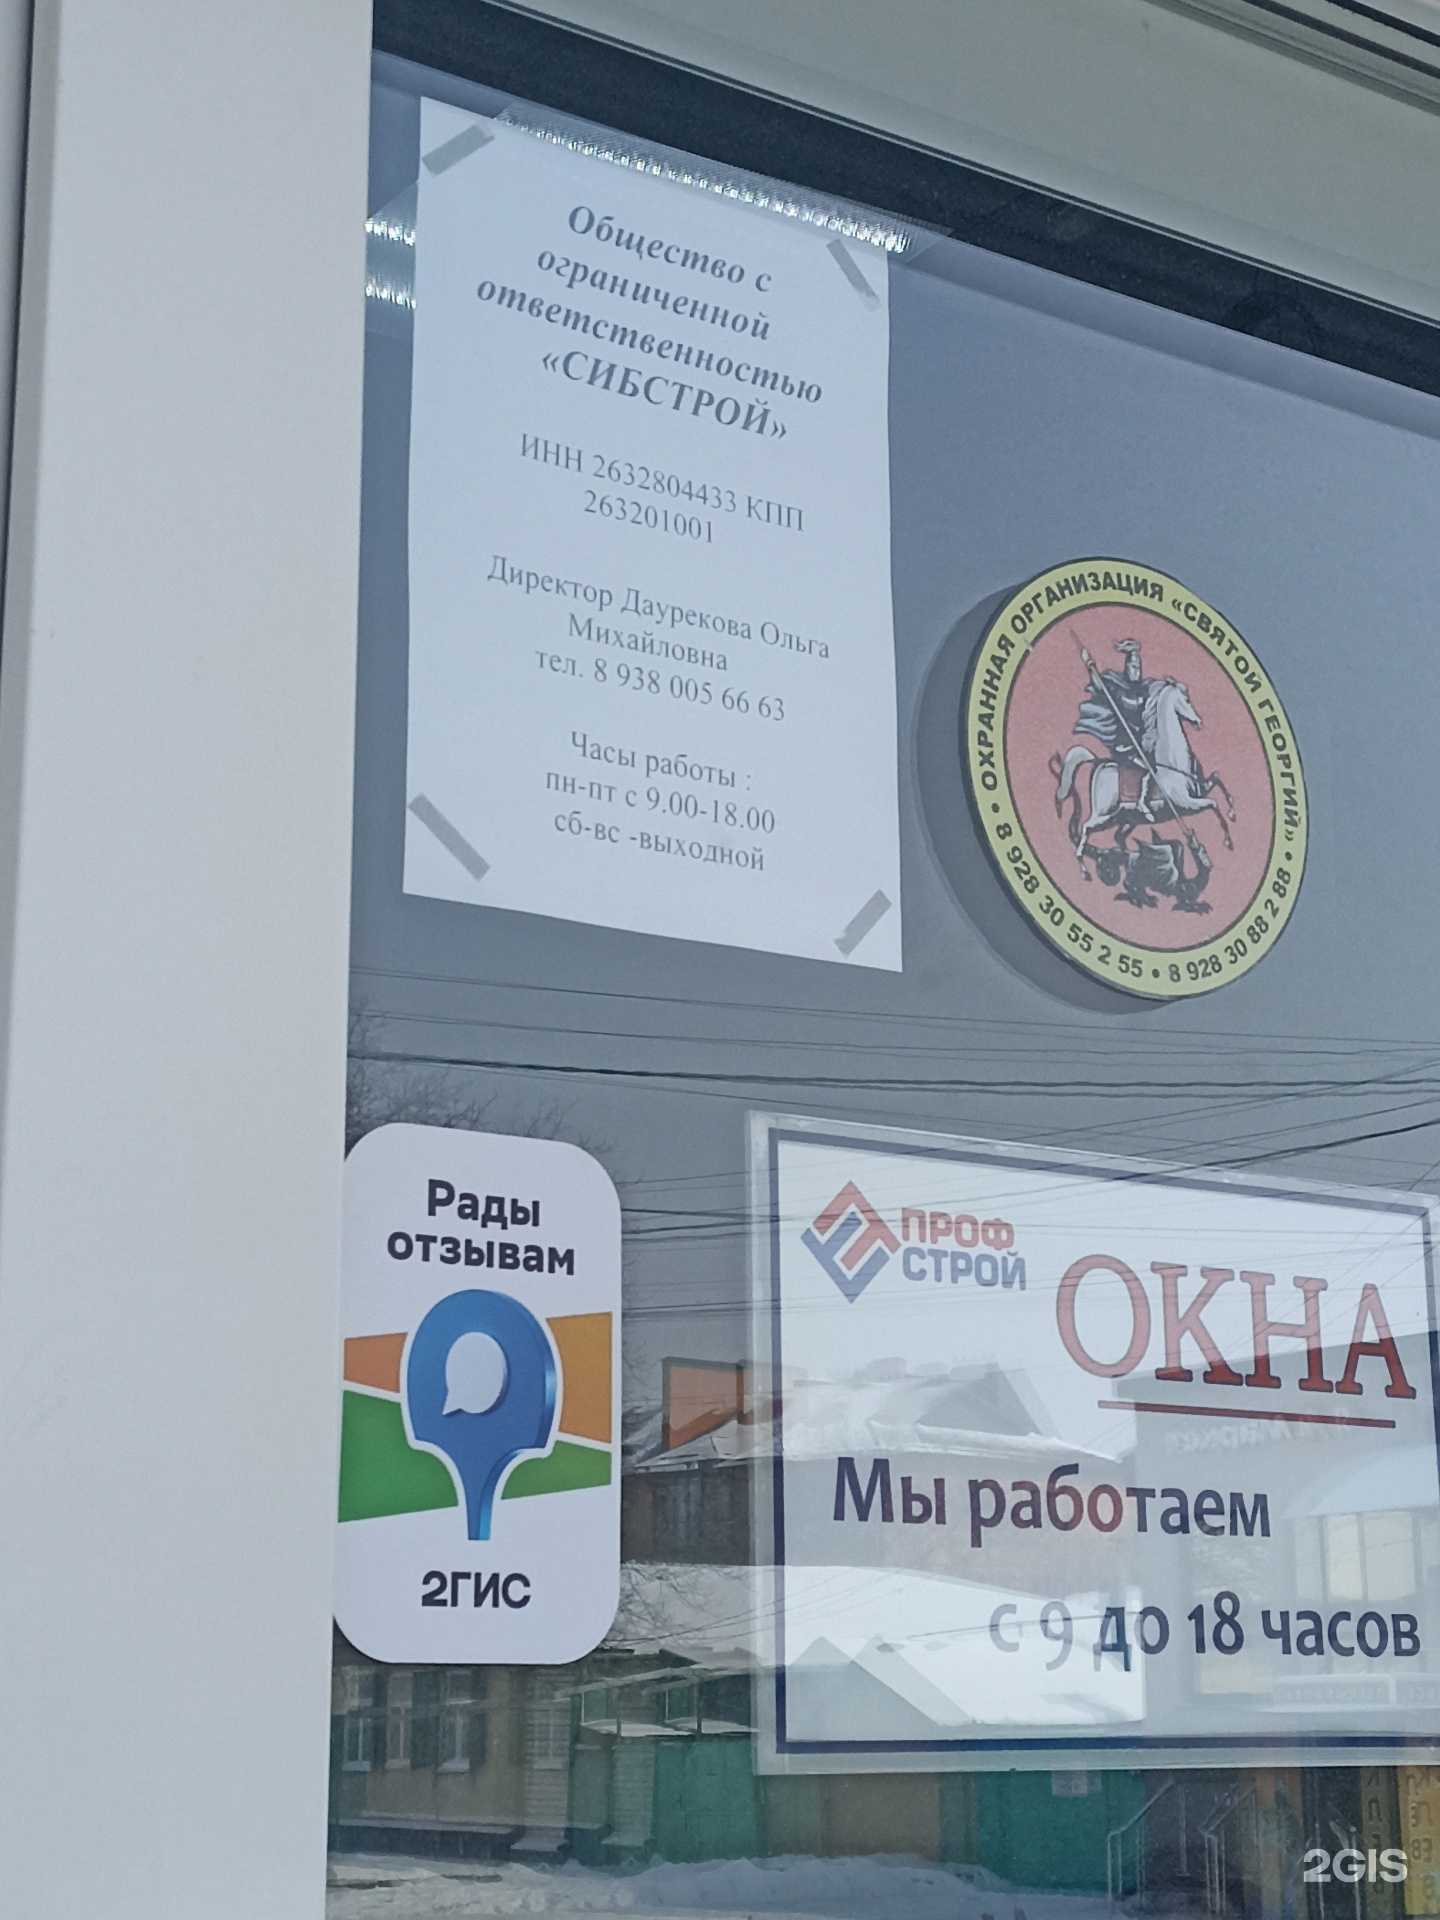 Общество с
ограниченной
ответственностью
«СИБСТРОЙ»
ИНН 2632804433 КПП
263201001
Директор Даурекова Ольга
Михайловна
тел. 8 938 005 66 63
Часы работы :
пн-пт с 9.00-18.00
сб-вс -выходной
ОХРАННАЯ ОРГАНИЗАЦИЯ «СВЯТОЙ ГЕОРГИЙ»
• 8 928 30 55 2 55 • 8 928 30 88 2 88 •
Рады
отзывам
2ГИС
ПРОФ
СТРОЙ
ОКНА
Мы работаем
с 9 до 18 часов
2GIS